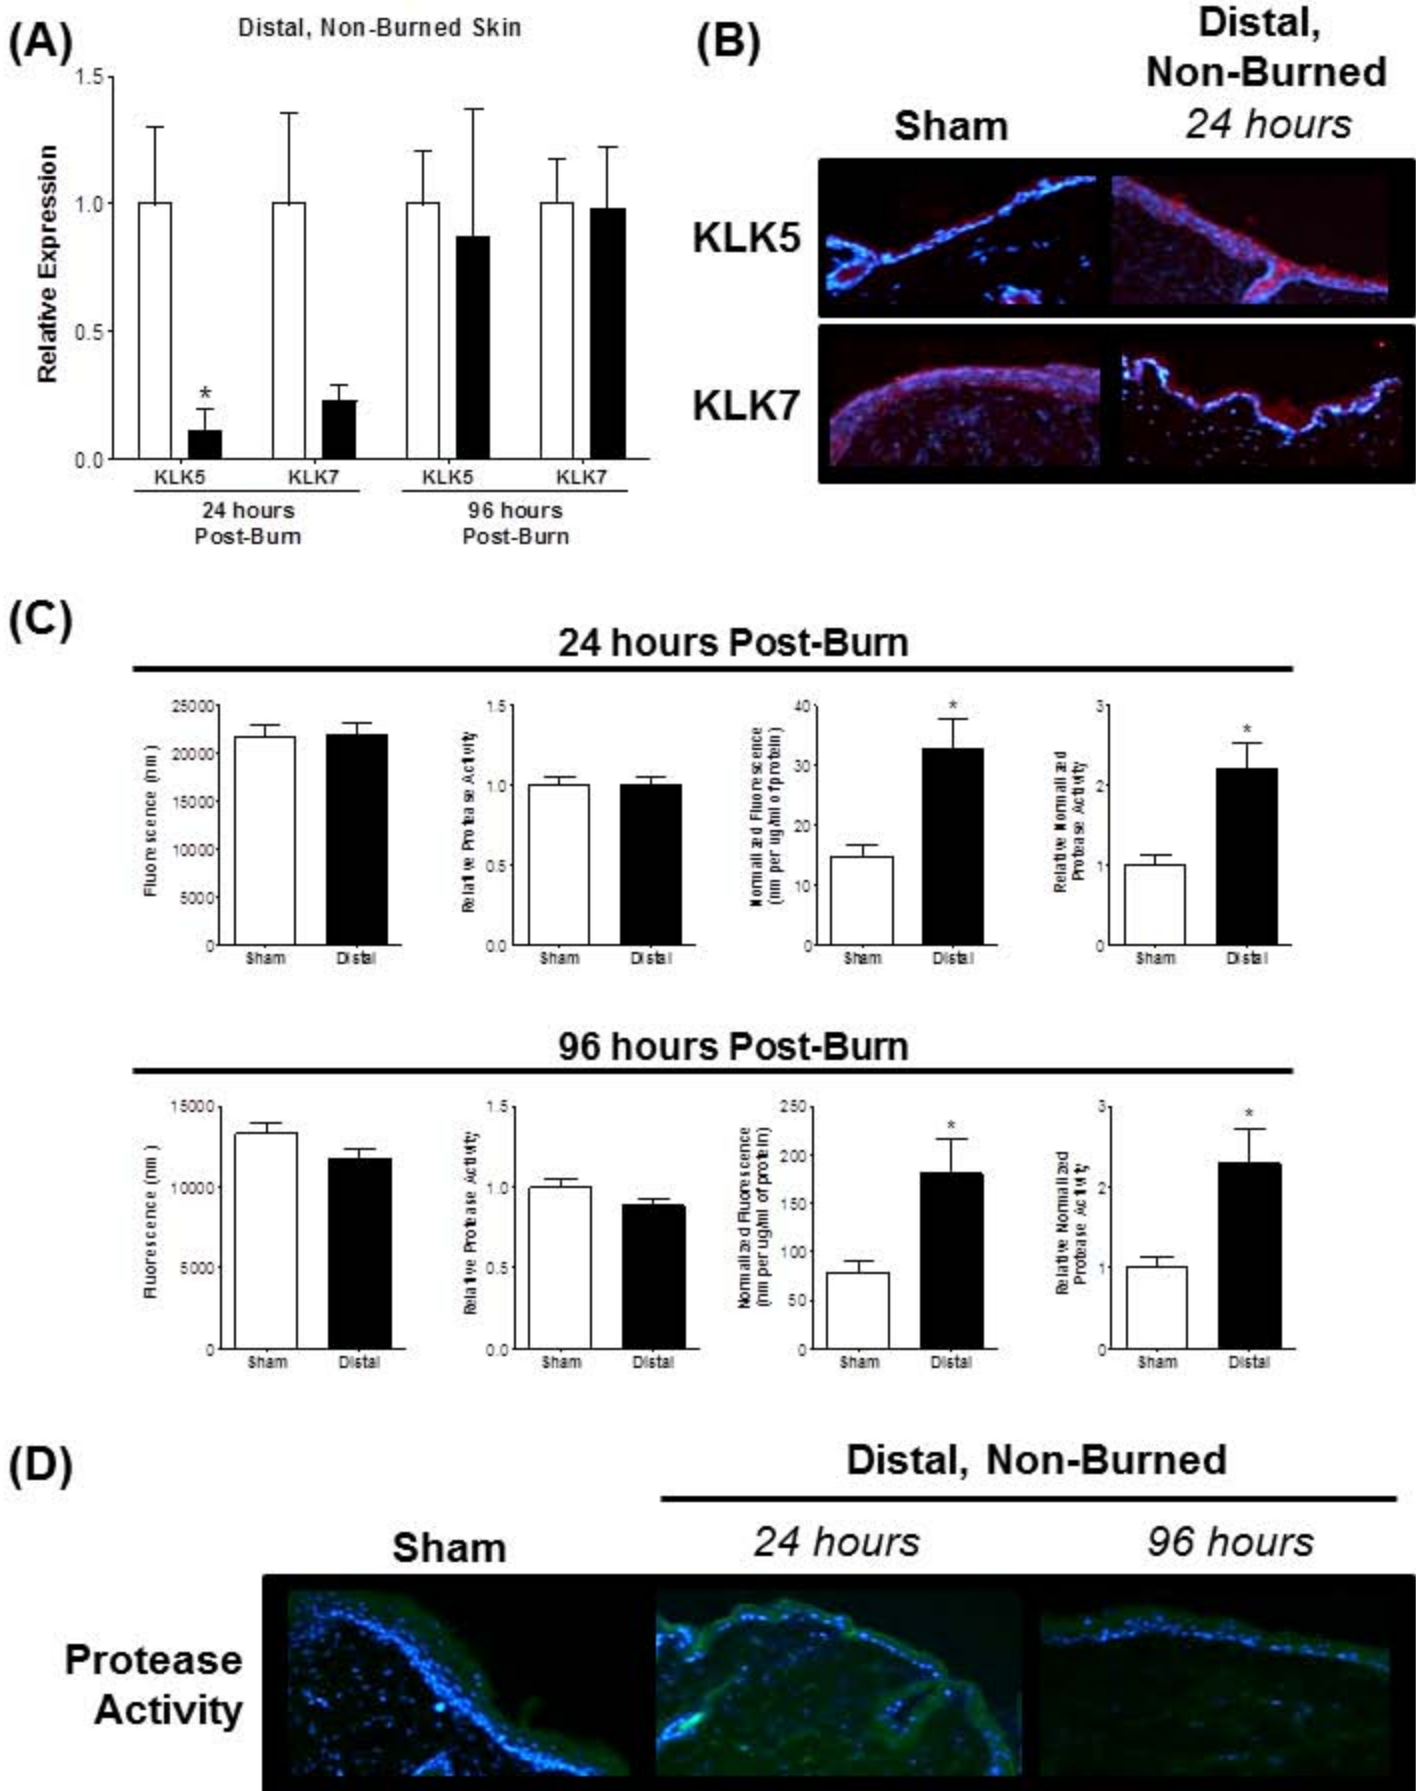 (A)
Distal, Non-Burned Skin
Relative Expression
1.5
1.0
0.5
0.0
*
KLK5
KLK7
KLK5
KLK7
24 hours
Post-Burn
96 hours
Post-Burn
(B)
Distal,
Non-Burned
Sham
24 hours
KLK5
KLK7
(C)
24 hours Post-Burn
Fluorescence (nm)
25000
20000
15000
10000
5000
0
Sham
Distal
Relative Protease Activity
1.5
1.0
0.5
0.0
Sham
Distal
Normalized Fluorescence
(nm per ug/ml of protein)
40
30
20
10
0
*
Sham
Distal
Relative Normalized
Protease Activity
3
2
1
0
*
Sham
Distal
96 hours Post-Burn
Fluorescence (nm)
15000
10000
5000
0
Sham
Distal
Relative Protease Activity
1.5
1.0
0.5
0.0
Sham
Distal
Normalized Fluorescence
(nm per ug/ml of protein)
250
200
150
100
50
0
*
Sham
Distal
Relative Normalized
Protease Activity
3
2
1
0
*
Sham
Distal
(D)
Distal, Non-Burned
Sham
24 hours
96 hours
Protease
Activity